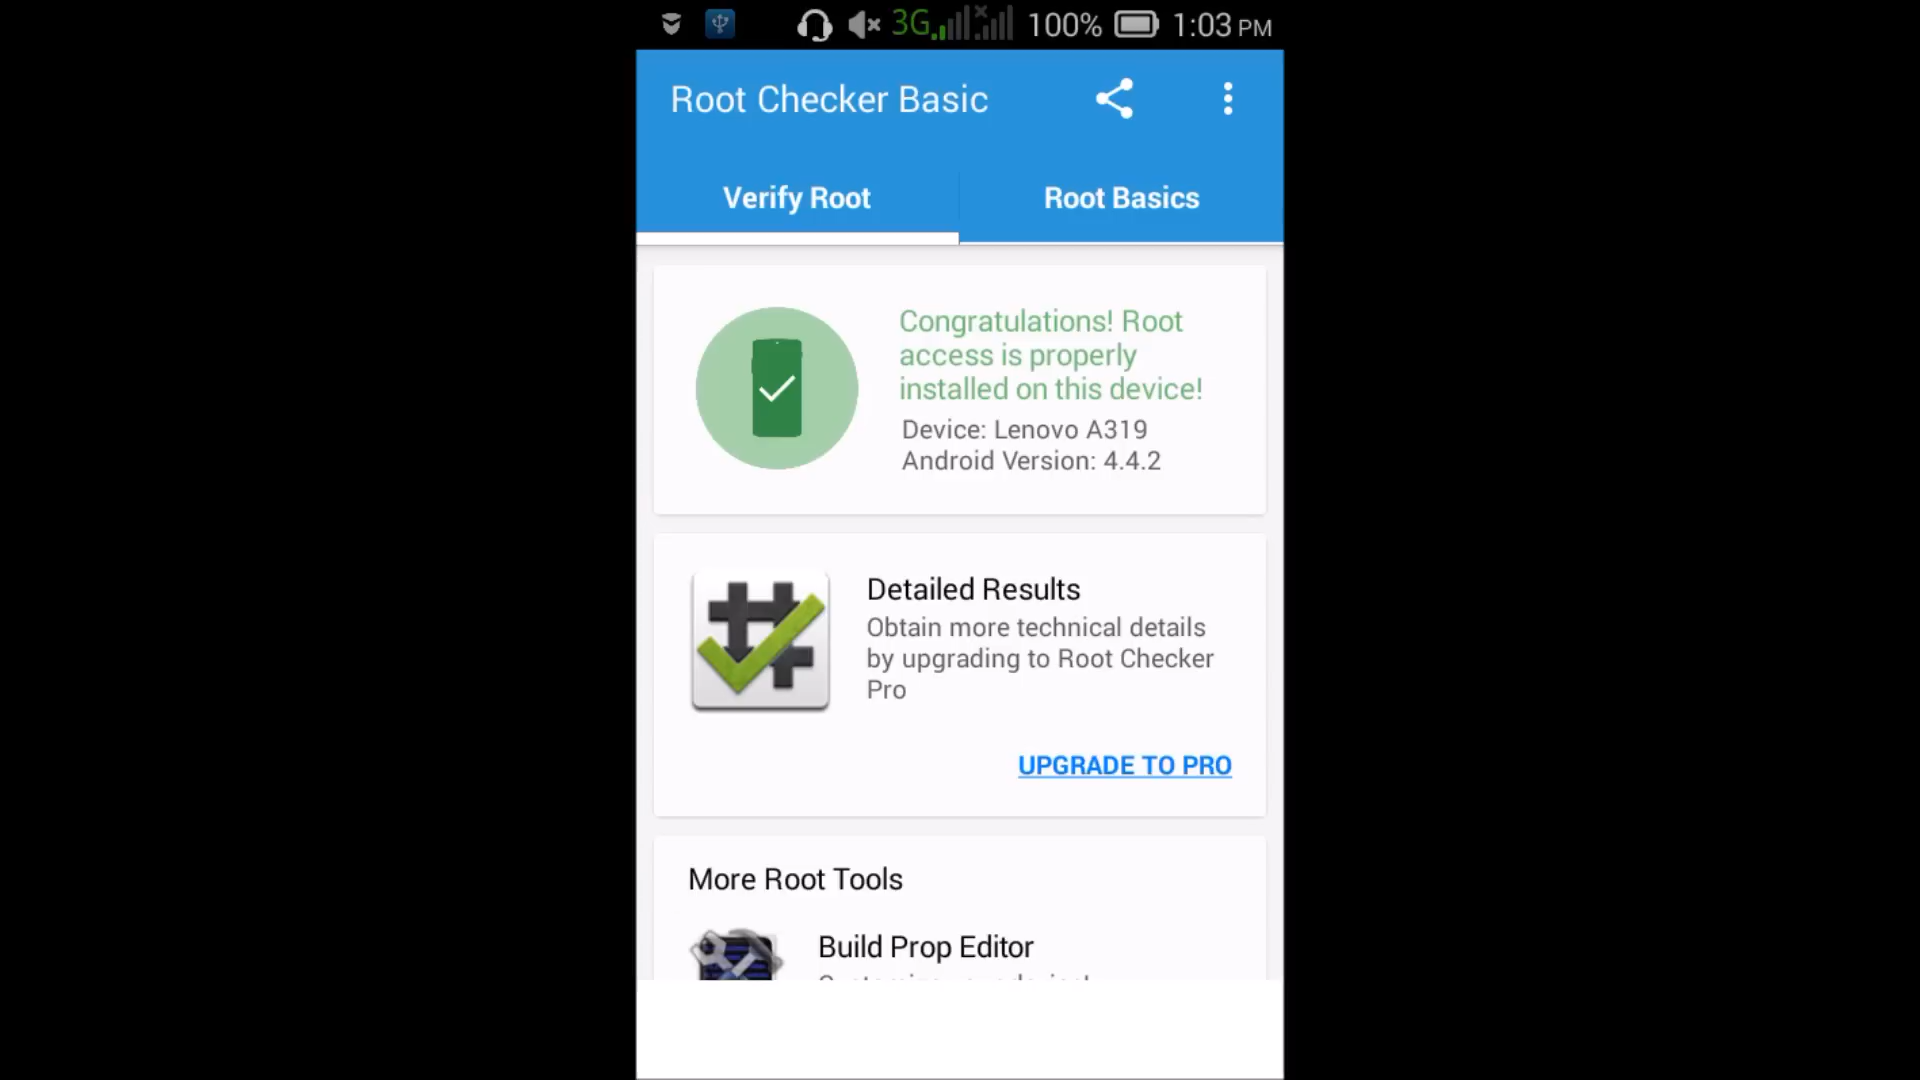 3G 100% 1:03 PM
Root Checker Basic
Verify Root Root Basics
Congratulations! Root
access is properly
installed on this device!
Device: Lenovo A319
Android Version: 4.4.2
Detailed Results
Obtain more technical details
by upgrading to Root Checker
Pro
UPGRADE TO PRO
More Root Tools
Build Prop Editor